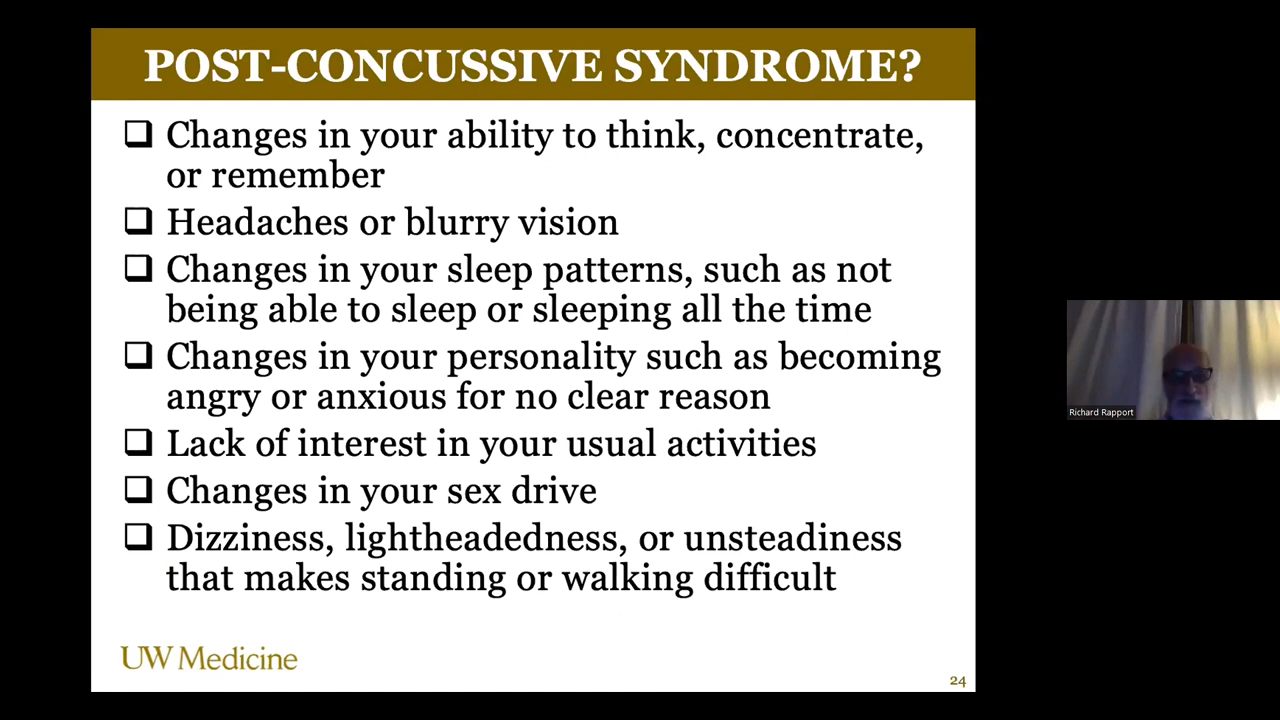 POST-CONCUSSIVE SYNDROME?
❑ Changes in your ability to think, concentrate,
or remember
❑ Headaches or blurry vision
❑ Changes in your sleep patterns, such as not
being able to sleep or sleeping all the time
❑ Changes in your personality such as becoming
angry or anxious for no clear reason
❑ Lack of interest in your usual activities
❑ Changes in your sex drive
❑ Dizziness, lightheadedness, or unsteadiness
that makes standing or walking difficult
UW Medicine
24
Richard Rapport